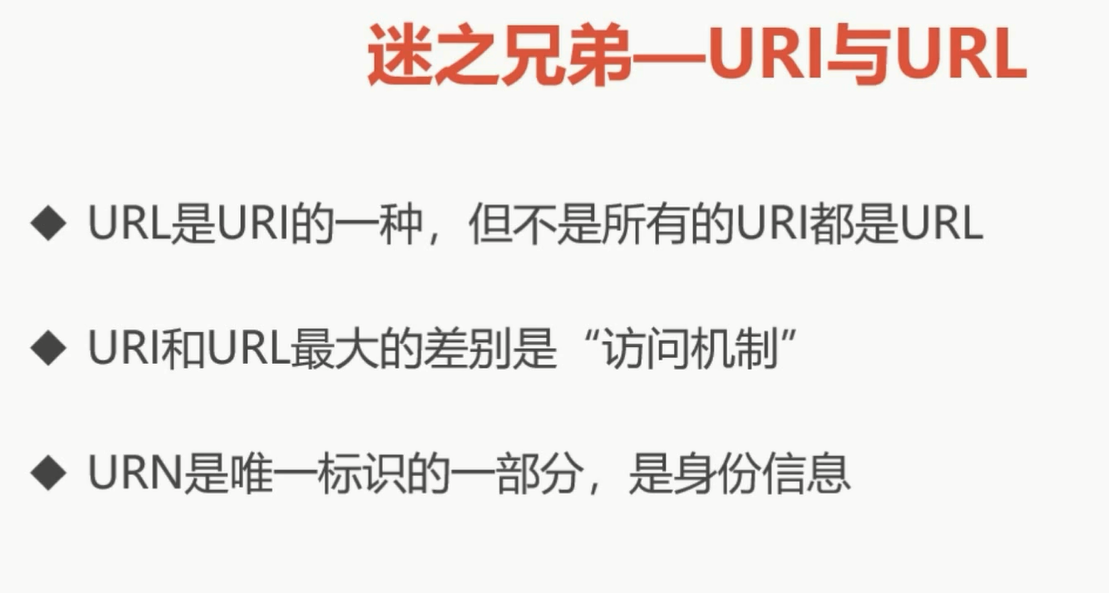 迷之兄弟—URI与URL
◆ URL是URI的一种，但不是所有的URI都是URL
◆ URI和URL最大的差别是“访问机制”
◆ URN是唯一标识的一部分，是身份信息